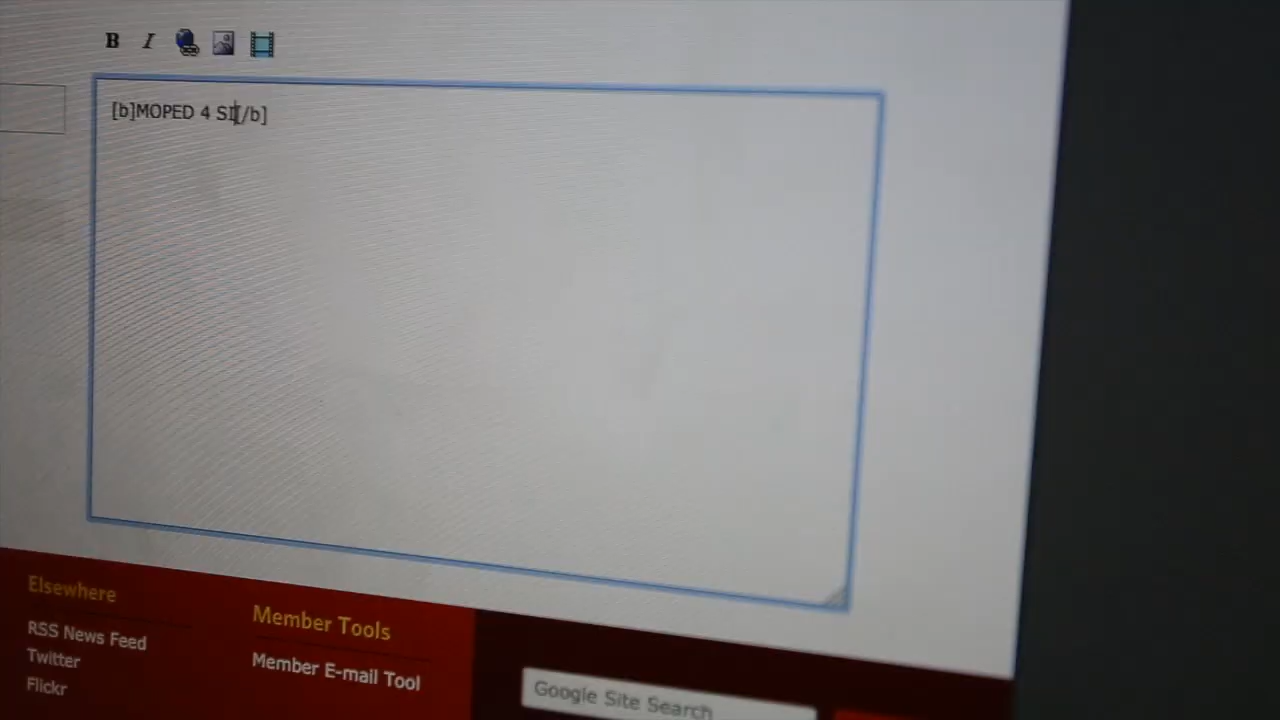 B I
[b]MOPED 4 SI[/b]
Elsewhere
RSS News Feed
Twitter
Flickr
Member Tools
Member E-mail Tool
Google Site Search